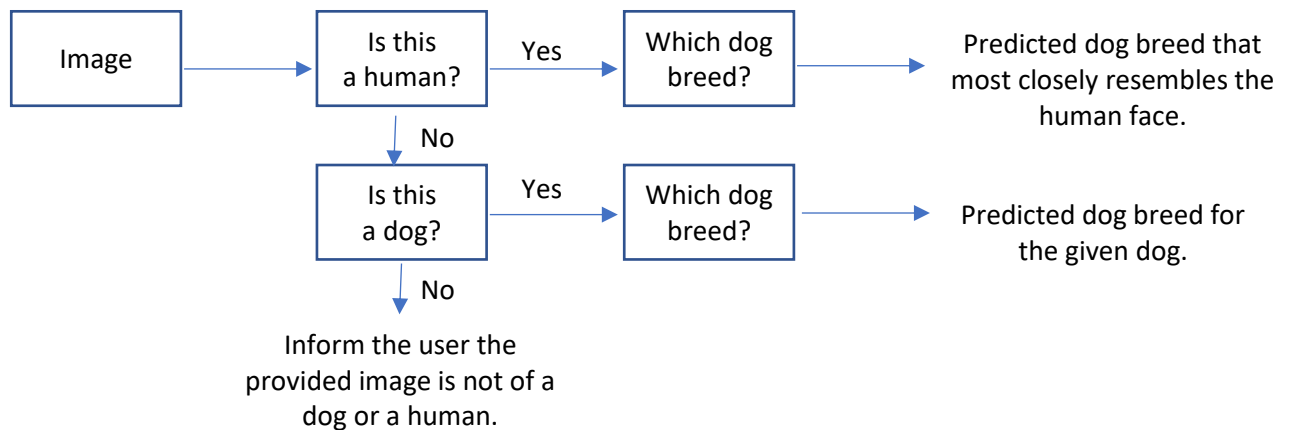 Image
Is this
a human?
Yes
Which dog
breed?
Predicted dog breed that
most closely resembles the
human face.
No
Is this
a dog?
Yes
Which dog
breed?
Predicted dog breed for
the given dog.
No
Inform the user the
provided image is not of a
dog or a human.